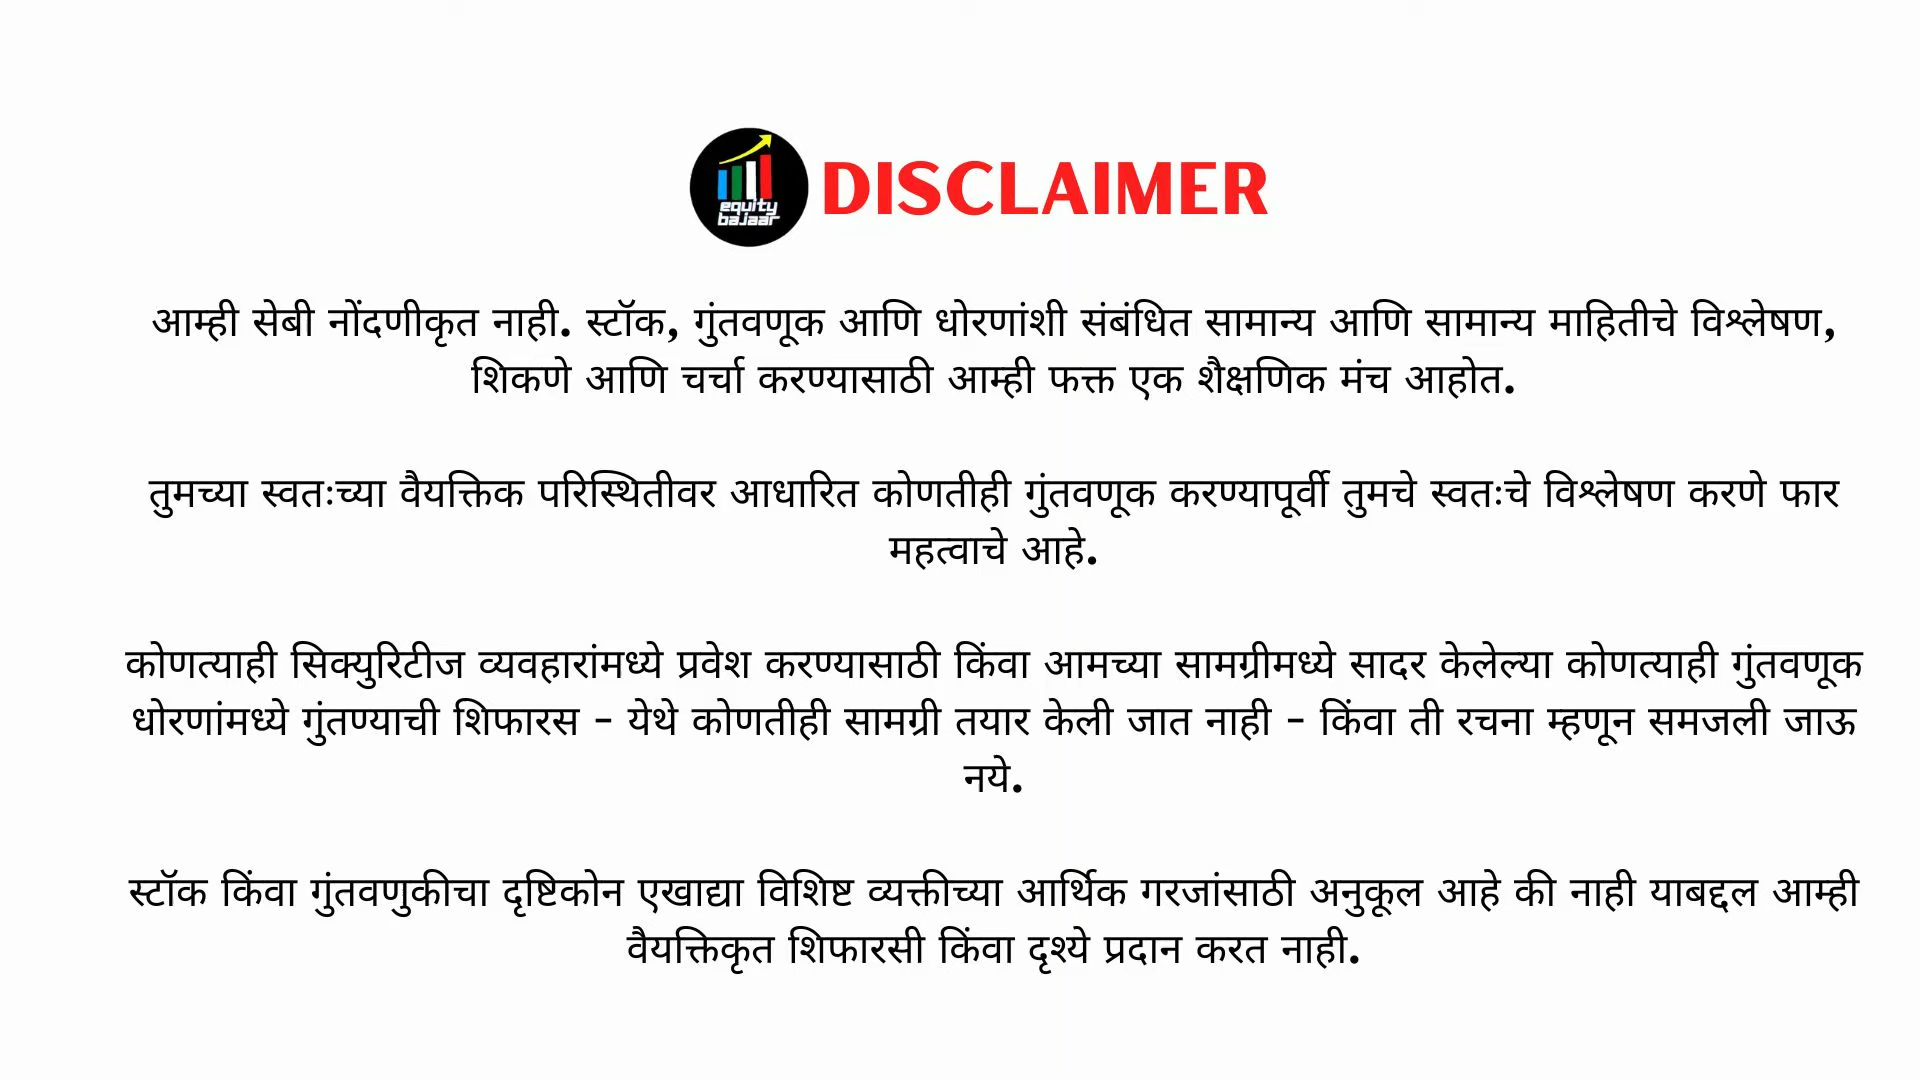 equity
bajaar
DISCLAIMER
आम्ही सेबी नोंदणीकृत नाही. स्टॉक, गुंतवणूक आणि धोरणांशी संबंधित सामान्य आणि सामान्य माहितीचे विश्लेषण,
शिकणे आणि चर्चा करण्यासाठी आम्ही फक्त एक शैक्षणिक मंच आहोत.
तुमच्या स्वतःच्या वैयक्तिक परिस्थितीवर आधारित कोणतीही गुंतवणूक करण्यापूर्वी तुमचे स्वतःचे विश्लेषण करणे फार
महत्वाचे आहे.
कोणत्याही सिक्युरिटीज व्यवहारांमध्ये प्रवेश करण्यासाठी किंवा आमच्या सामग्रीमध्ये सादर केलेल्या कोणत्याही गुंतवणूक
धोरणांमध्ये गुंतण्याची शिफारस - येथे कोणतीही सामग्री तयार केली जात नाही - किंवा ती रचना म्हणून समजली जाऊ
नये.
स्टॉक किंवा गुंतवणुकीचा दृष्टिकोन एखाद्या विशिष्ट व्यक्तीच्या आर्थिक गरजांसाठी अनुकूल आहे की नाही याबद्दल आम्ही
वैयक्तिकृत शिफारसी किंवा दृश्ये प्रदान करत नाही.